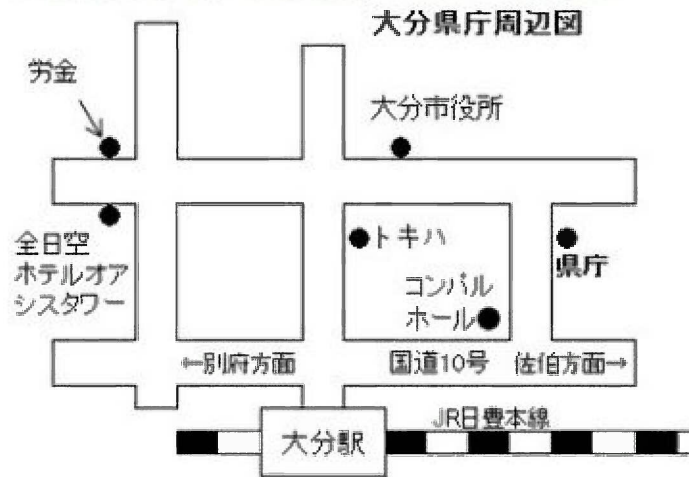 大分県庁周辺図
労金
大分市役所
全日空
ホテルオア
シスタワー
トキハ
県庁
コンパル
ホール
←別府方面
国道10号
佐伯方面→
JR日豊本線
大分駅